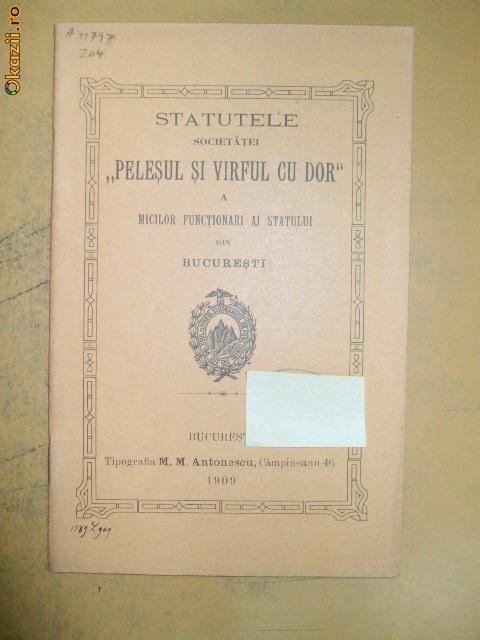 Okazii.ro
A 11797
204
STATUTELE
SOCIETĂȚEI
„PELEȘUL ȘI VIRFUL CU DOR“
A
MICILOR FUNCȚIONARI AI STATULUI
DIN
BUCUREȘTI
BUCUREȘT
Tipografia M. M. Antonescu, Câmpineanu 46
1909